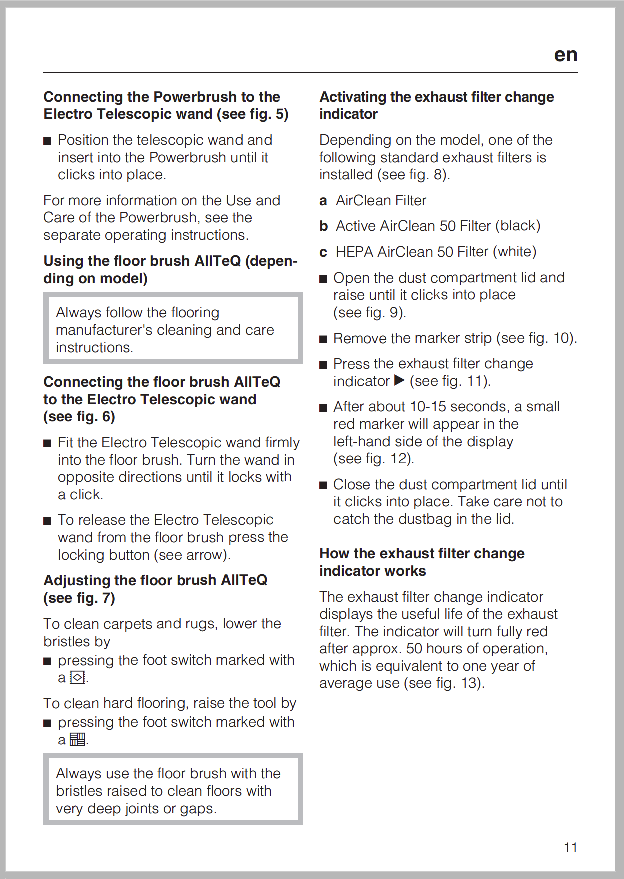 en
Connecting the Powerbrush to the
Electro Telescopic wand (see fig. 5)
■ Position the telescopic wand and
insert into the Powerbrush until it
clicks into place.
For more information on the Use and
Care of the Powerbrush, see the
separate operating instructions.
Using the floor brush AllTeQ (depen-
ding on model)
Always follow the flooring
manufacturer's cleaning and care
instructions.
Connecting the floor brush AllTeQ
to the Electro Telescopic wand
(see fig. 6)
■ Fit the Electro Telescopic wand firmly
into the floor brush. Turn the wand in
opposite directions until it locks with
a click.
■ To release the Electro Telescopic
wand from the floor brush press the
locking button (see arrow).
Adjusting the floor brush AllTeQ
(see fig. 7)
To clean carpets and rugs, lower the
bristles by
■ pressing the foot switch marked with
a .
To clean hard flooring, raise the tool by
■ pressing the foot switch marked with
a .
Always use the floor brush with the
bristles raised to clean floors with
very deep joints or gaps.
Activating the exhaust filter change
indicator
Depending on the model, one of the
following standard exhaust filters is
installed (see fig. 8).
a AirClean Filter
b Active AirClean 50 Filter (black)
c HEPA AirClean 50 Filter (white)
■ Open the dust compartment lid and
raise until it clicks into place
(see fig. 9).
■ Remove the marker strip (see fig. 10).
■ Press the exhaust filter change
indicator ▶ (see fig. 11).
■ After about 10-15 seconds, a small
red marker will appear in the
left-hand side of the display
(see fig. 12).
■ Close the dust compartment lid until
it clicks into place. Take care not to
catch the dustbag in the lid.
How the exhaust filter change
indicator works
The exhaust filter change indicator
displays the useful life of the exhaust
filter. The indicator will turn fully red
after approx. 50 hours of operation,
which is equivalent to one year of
average use (see fig. 13).
11